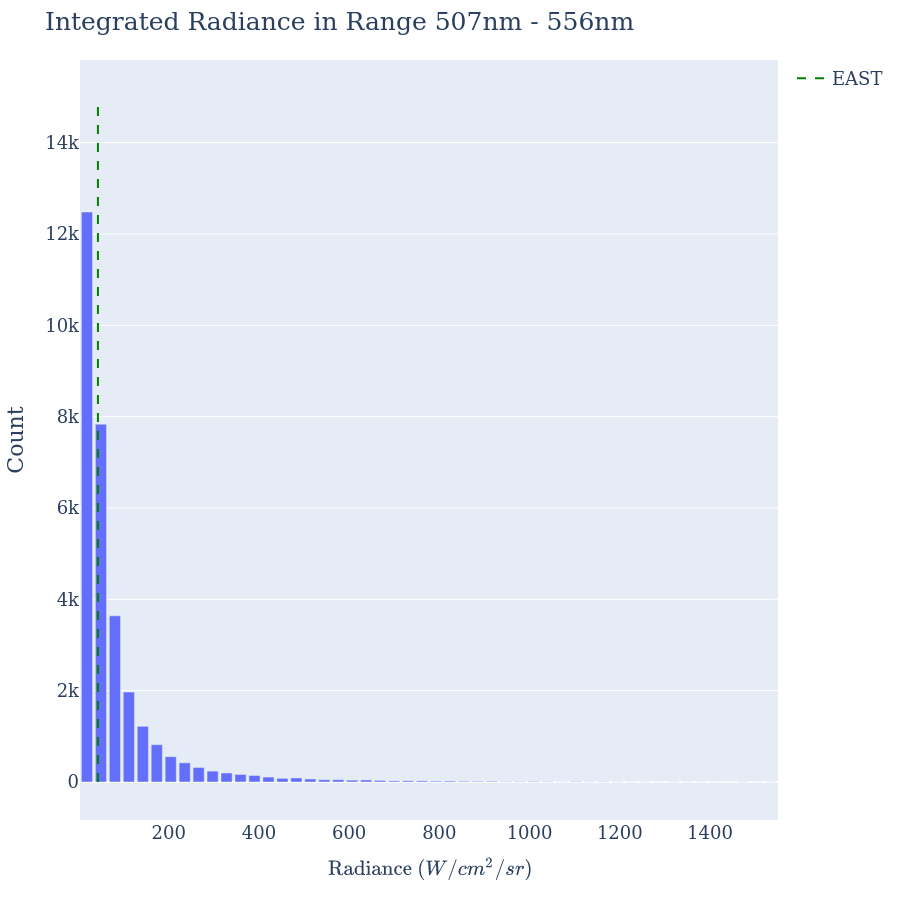 Integrated Radiance in Range 507nm - 556nm
EAST
14k
12k
10k
8k
6k
4k
2k
0
Count
200 400 600 800 1000 1200 1400
Radiance (W/cm²/sr)